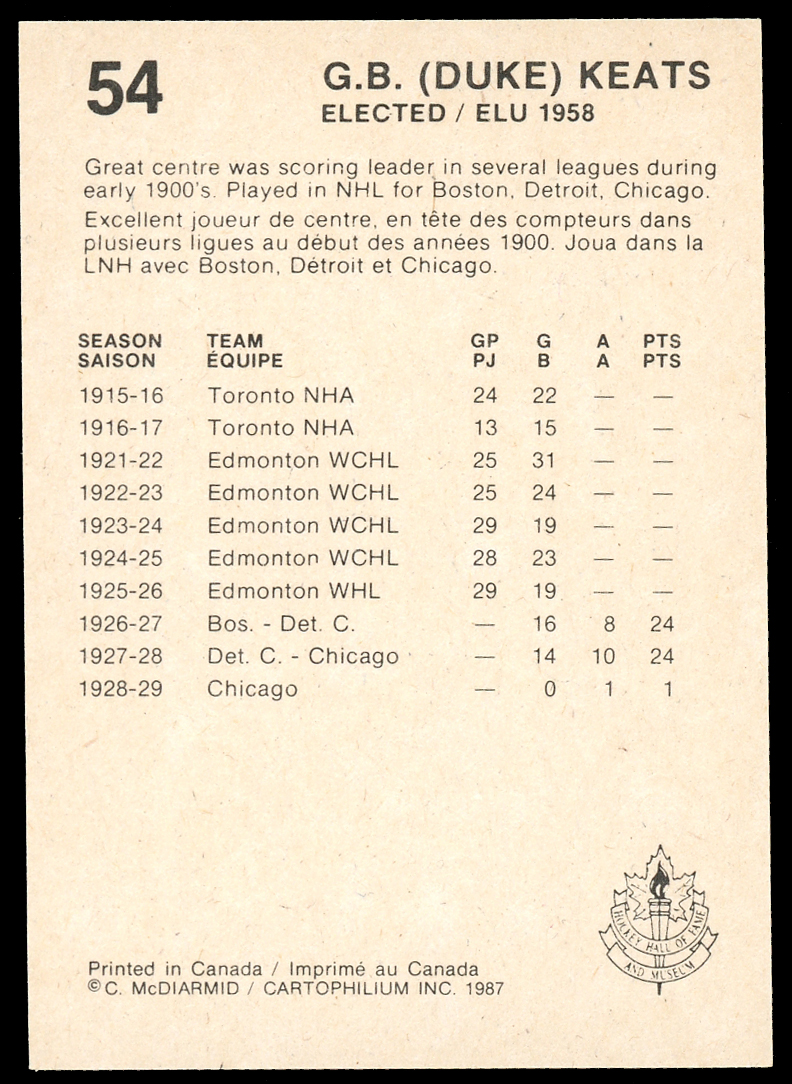 54
G.B. (DUKE) KEATS
ELECTED / ELU 1958
Great centre was scoring leader in several leagues during
early 1900's. Played in NHL for Boston, Detroit, Chicago.
Excellent joueur de centre, en tête des compteurs dans
plusieurs ligues au début des années 1900. Joua dans la
LNH avec Boston, Détroit et Chicago.
SEASON TEAM GP G A PTS
SAISON ÉQUIPE PJ B A PTS
1915-16 Toronto NHA 24 22 — —
1916-17 Toronto NHA 13 15 — —
1921-22 Edmonton WCHL 25 31 — —
1922-23 Edmonton WCHL 25 24 — —
1923-24 Edmonton WCHL 29 19 — —
1924-25 Edmonton WCHL 28 23 — —
1925-26 Edmonton WHL 29 19 — —
1926-27 Bos. - Det. C. — 16 8 24
1927-28 Det. C. - Chicago — 14 10 24
1928-29 Chicago — 0 1 1
HOCKEY HALL OF FAME
AND MUSEUM
Printed in Canada / Imprimé au Canada
© C. McDIARMID / CARTOPHILIUM INC. 1987